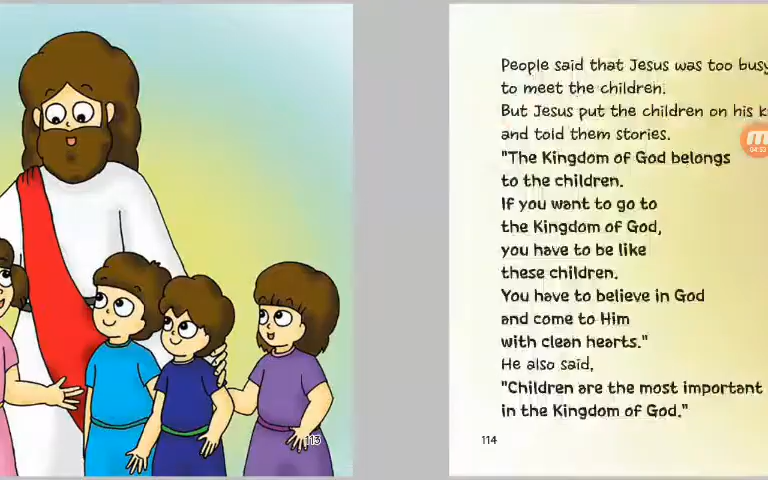 113
People said that Jesus was too busy
to meet the children.
But Jesus put the children on his
and told them stories.
"The Kingdom of God belongs
to the children.
If you want to go to
the Kingdom of God,
you have to be like
these children.
You have to believe in God
and come to Him
with clean hearts."
He also said,
"Children are the most important
in the Kingdom of God."
114
04:53